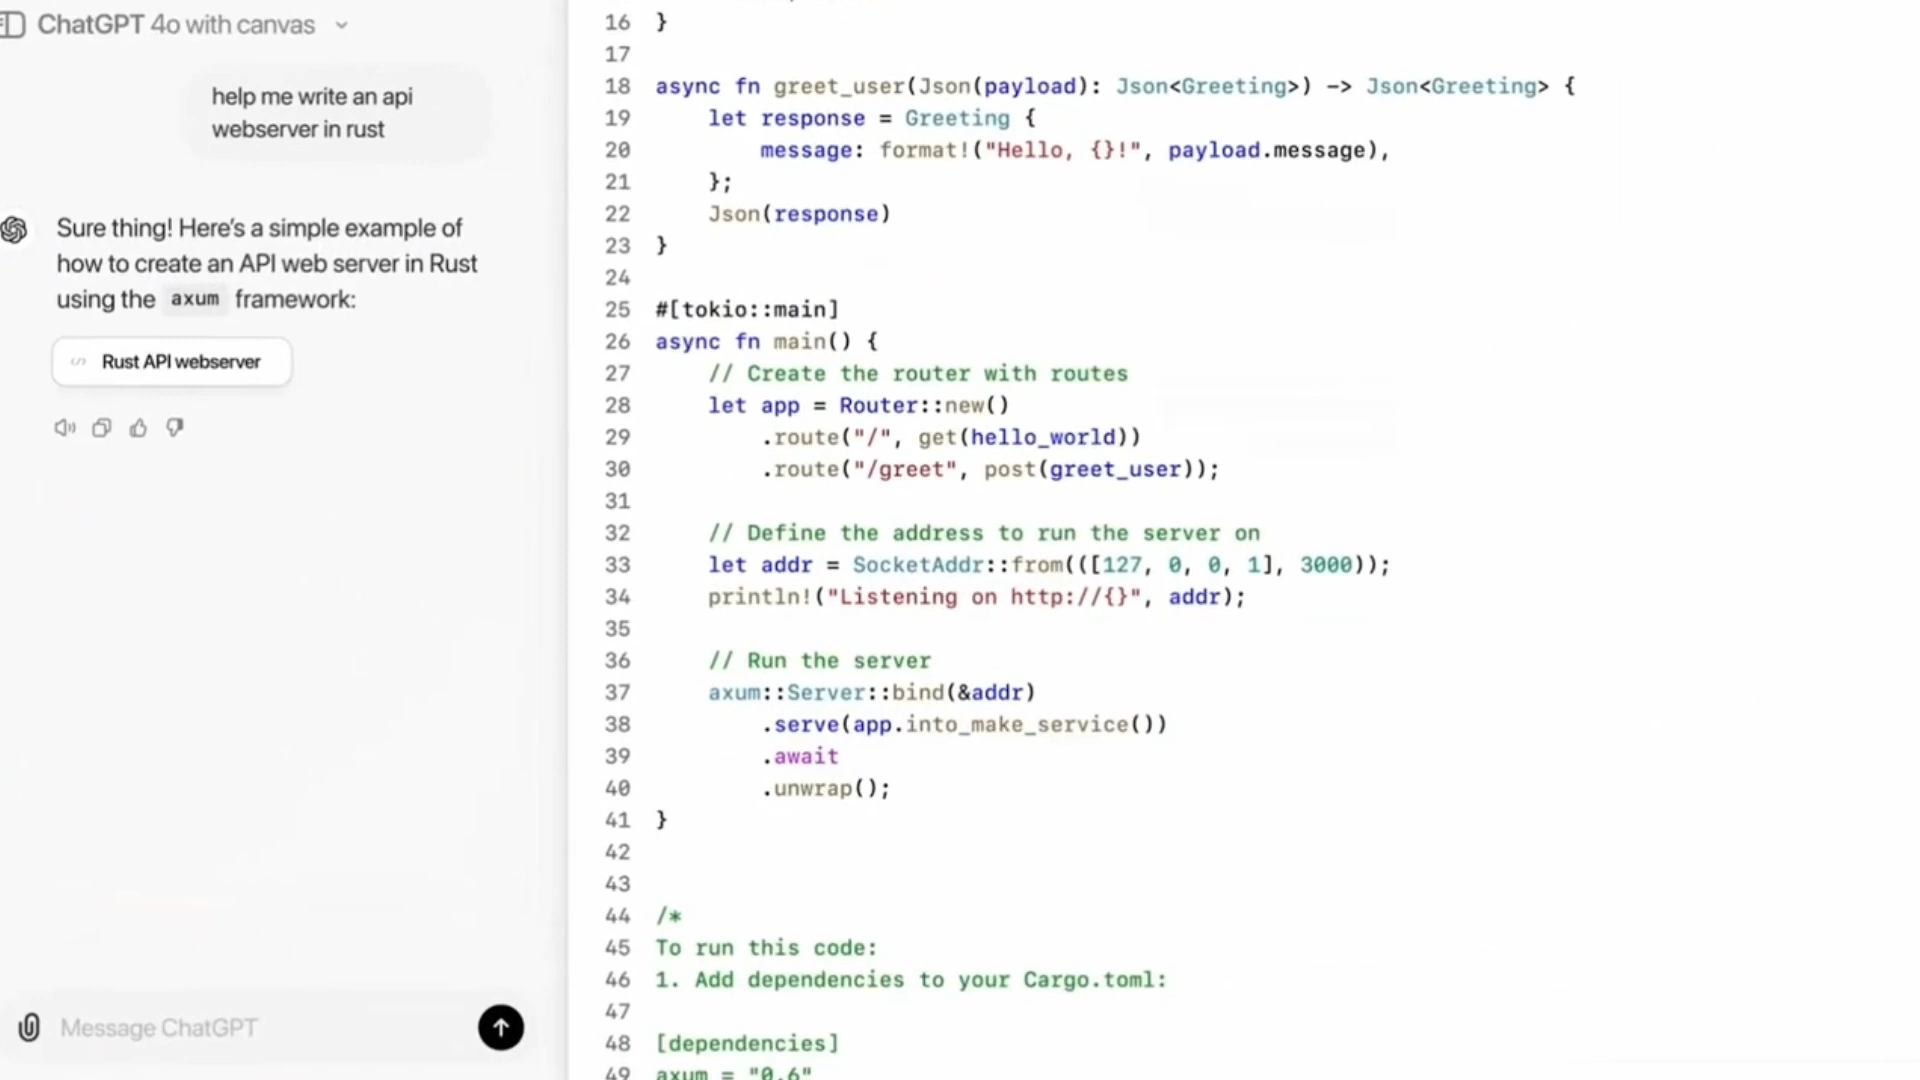 ChatGPT 4o with canvas
help me write an api
webserver in rust
Sure thing! Here's a simple example of
how to create an API web server in Rust
using the axum framework:
Rust API webserver
Message ChatGPT
16 }
17
18 async fn greet_user(Json(payload): Json<Greeting>) -> Json<Greeting> {
19     let response = Greeting {
20         message: format!("Hello, {}!", payload.message),
21     };
22     Json(response)
23 }
24
25 #[tokio::main]
26 async fn main() {
27     // Create the router with routes
28     let app = Router::new()
29         .route("/", get(hello_world))
30         .route("/greet", post(greet_user));
31
32     // Define the address to run the server on
33     let addr = SocketAddr::from(([127, 0, 0, 1], 3000));
34     println!("Listening on http://{}", addr);
35
36     // Run the server
37     axum::Server::bind(&addr)
38         .serve(app.into_make_service())
39         .await
40         .unwrap();
41 }
42
43
44 /*
45 To run this code:
46 1. Add dependencies to your Cargo.toml:
47
48 [dependencies]
49 axum = "0.6"